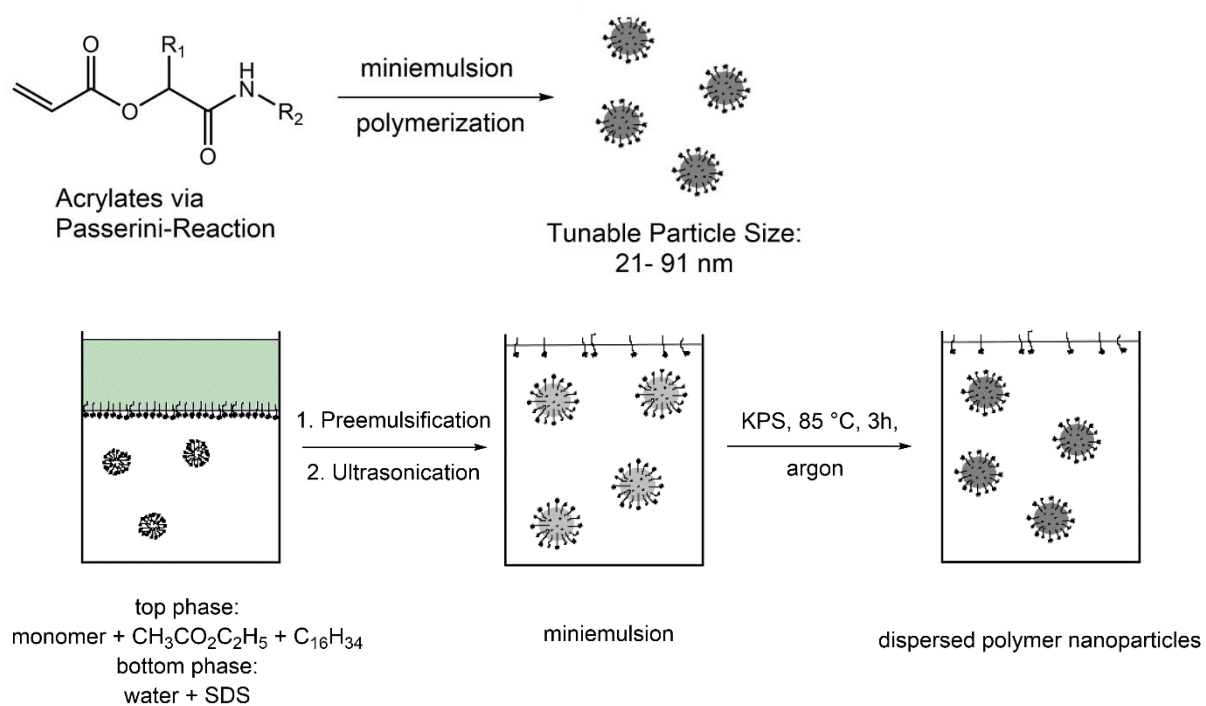 O
R₁
H
N
O
R₂
O
miniemulsion
polymerization
Acrylates via
Passerini-Reaction
Tunable Particle Size:
21- 91 nm
1. Preemulsification
2. Ultrasonication
KPS, 85 °C, 3h,
argon
top phase:
monomer + CH₃CO₂C₂H₅ + C₁₆H₃₄
bottom phase:
water + SDS
miniemulsion
dispersed polymer nanoparticles